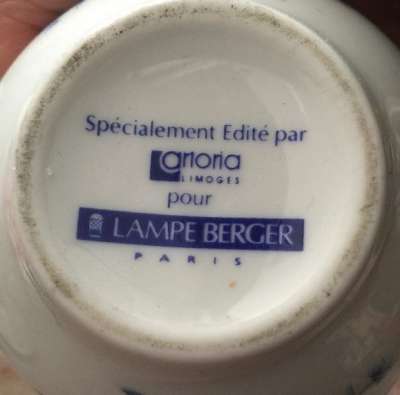 Spécialement Edité par
artoria
LIMOGES
pour
LAMPE BERGER
PARIS